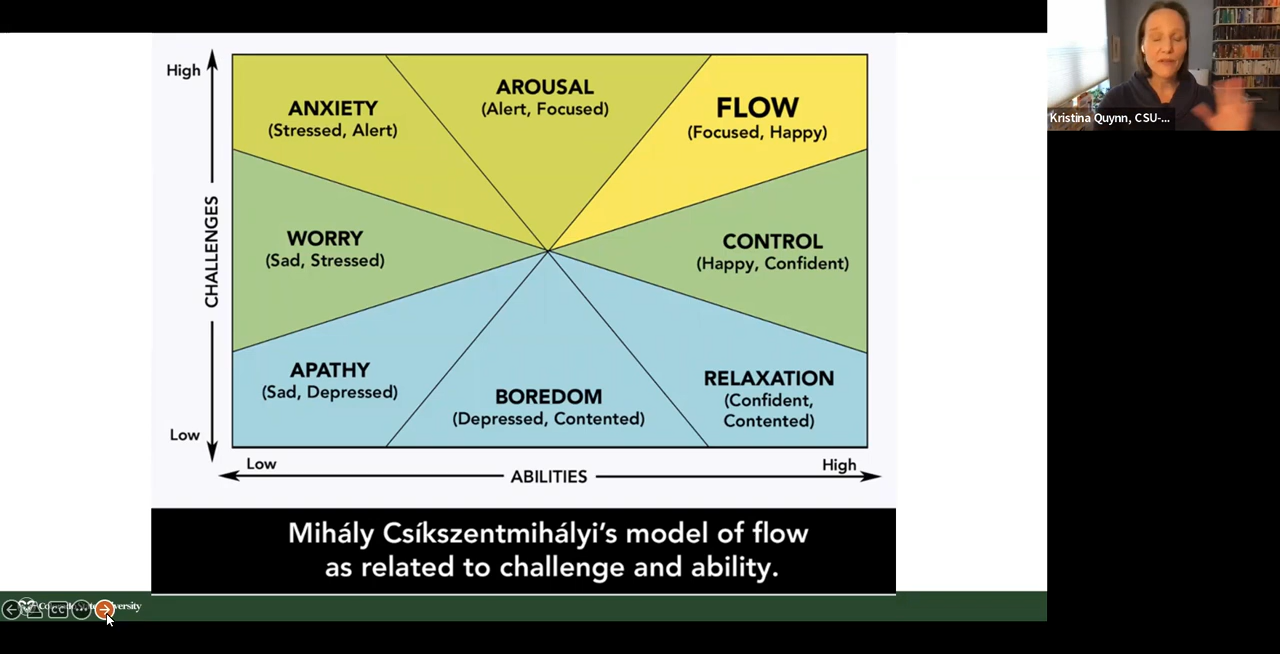 High
ANXIETY
(Stressed, Alert)
AROUSAL
(Alert, Focused)
FLOW
(Focused, Happy)
CHALLENGES
WORRY
(Sad, Stressed)
CONTROL
(Happy, Confident)
APATHY
(Sad, Depressed)
BOREDOM
(Depressed, Contented)
RELAXATION
(Confident,
Contented)
Low
Low
ABILITIES
High
Mihály Csíkszentmihályi's model of flow
as related to challenge and ability.
CC
Kristina Quynn, CSU-...